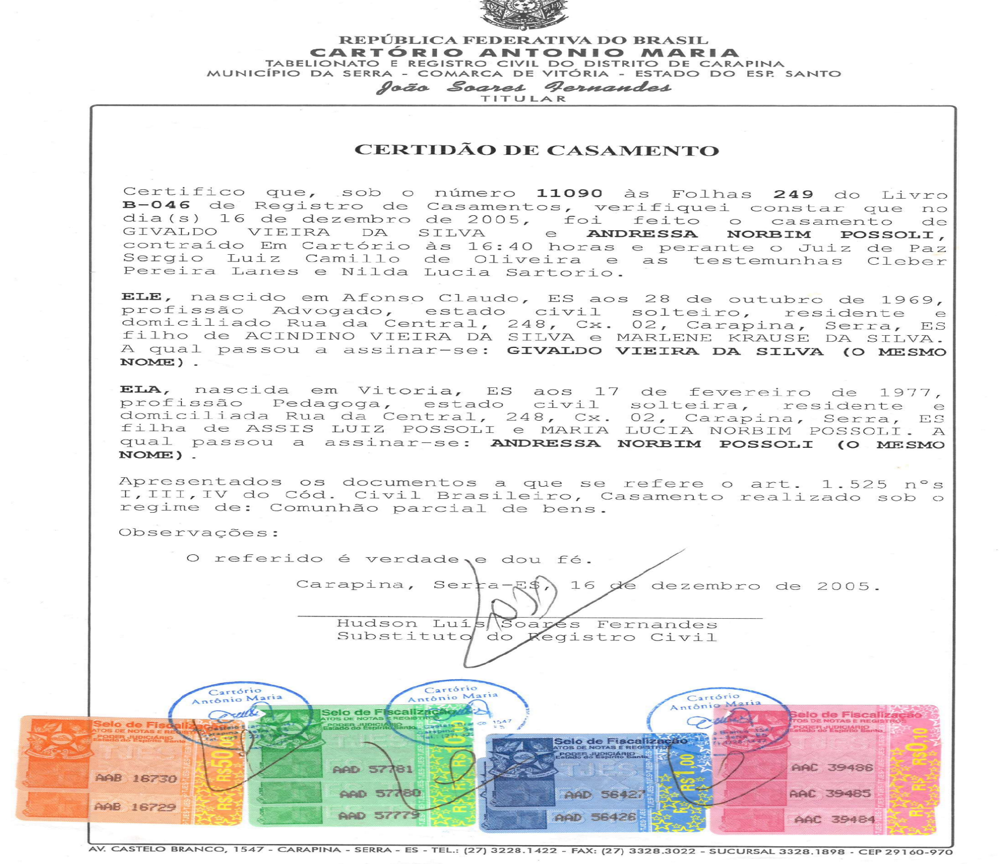 REPÚBLICA FEDERATIVA DO BRASIL
CARTÓRIO ANTONIO MARIA
TABELIONATO E REGISTRO CIVIL DO DISTRITO DE CARAPINA
MUNICÍPIO DA SERRA - COMARCA DE VITÓRIA - ESTADO DO ESP. SANTO
João Soares Fernandes
TITULAR
CERTIDÃO DE CASAMENTO
Certifico que, sob o número 11090 às Folhas 249 do Livro
B-046 de Registro de Casamentos, verifiquei constar que no
dia(s) 16 de dezembro de 2005, foi feito o casamento de
GIVALDO VIEIRA DA SILVA e ANDRESSA NORBIM POSSOLI,
contraído Em Cartório às 16:40 horas e perante o Juiz de Paz
Sergio Luiz Camillo de Oliveira e as testemunhas Cleber
Pereira Lanes e Nilda Lucia Sartorio.
ELE, nascido em Afonso Claudo, ES aos 28 de outubro de 1969,
profissão Advogado, estado civil solteiro, residente e
domiciliado Rua da Central, 248, Cx. 02, Carapina, Serra, ES
filho de ACINDINO VIEIRA DA SILVA e MARLENE KRAUSE DA SILVA.
A qual passou a assinar-se: GIVALDO VIEIRA DA SILVA (O MESMO
NOME).
ELA, nascida em Vitoria, ES aos 17 de fevereiro de 1977,
profissão Pedagoga, estado civil solteira, residente e
domiciliada Rua da Central, 248, Cx. 02, Carapina, Serra, ES
filha de ASSIS LUIZ POSSOLI e MARIA LUCIA NORBIM POSSOLI. A
qual passou a assinar-se: ANDRESSA NORBIM POSSOLI (O MESMO
NOME).
Apresentados os documentos a que se refere o art. 1.525 nºs
I,III,IV do Cód. Civil Brasileiro, Casamento realizado sob o
regime de: Comunhão parcial de bens.
Observações:
O referido é verdade e dou fé.
Carapina, Serra-ES, 16 de dezembro de 2005.
Hudson Luís Soares Fernandes
Substituto do Registro Civil
Cartório
Antônio Maria
Cartório
Antônio Maria
1547
Cartório
Antônio Maria
1547
Selo de Fiscalização
ATOS DE NOTAS E REGISTROS
PODER JUDICIÁRIO
Estado do Espírito Santo
TJES
R$50,00
AAB 16730
AAB 16729
Selo de Fiscalização
ATOS DE NOTAS E REGISTROS
PODER JUDICIÁRIO
Estado do Espírito Santo
TJES
AAD 57781
AAD 57780
AAD 57779
Selo de Fiscalização
ATOS DE NOTAS E REGISTROS
PODER JUDICIÁRIO
Estado do Espírito Santo
TJES
R$1,00
AAD 56427
AAD 56426
Selo de Fiscalização
ATOS DE NOTAS E REGISTROS
PODER JUDICIÁRIO
Estado do Espírito Santo
R$0,10
AAC 39486
AAC 39485
AAC 39484
AV. CASTELO BRANCO, 1547 - CARAPINA - SERRA - ES - TEL.: (27) 3228.1422 - FAX: (27) 3328.3022 - SUCURSAL 3328.1898 - CEP 29160-970